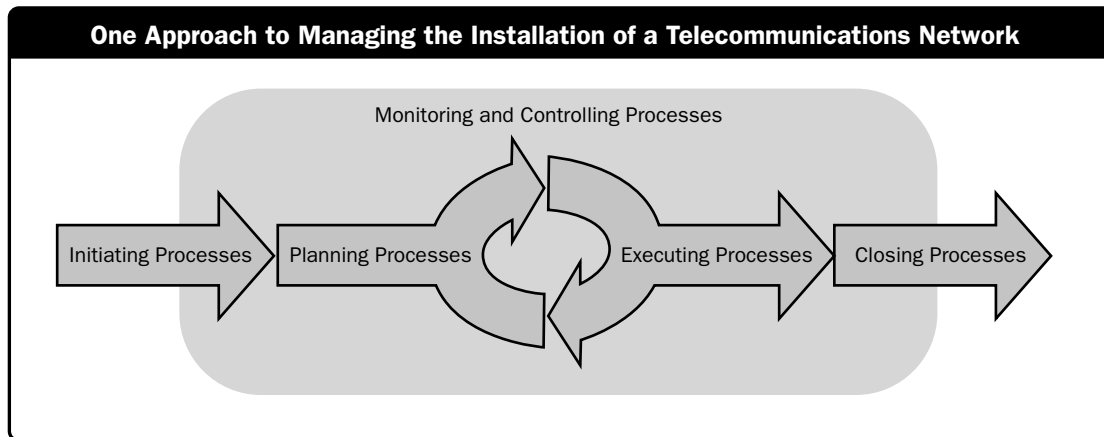 One Approach to Managing the Installation of a Telecommunications Network
Monitoring and Controlling Processes
Initiating Processes
Planning Processes
Executing Processes
Closing Processes